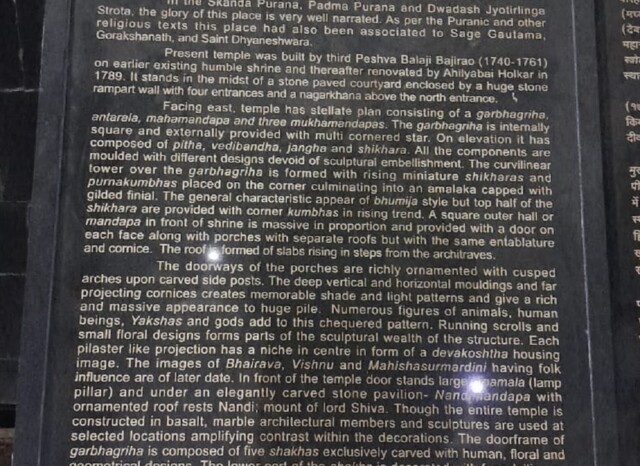 In the Skanda Purana, Padma Purana and Dwadash Jyotirlinga
Strota, the glory of this place is very well narrated. As per the Puranic and other
religious texts this place had also been associated to Sage Gautama,
Gorakshanath, and Saint Dhyaneshwara.
Present temple was built by third Peshva Balaji Bajirao (1740-1761)
on earlier existing humble shrine and thereafter renovated by Ahilyabai Holkar in
1789. It stands in the midst of a stone paved courtyard enclosed by a huge stone
rampart wall with four entrances and a nagarkhana above the north entrance.
Facing east, temple has stellate plan consisting of a garbhagriha,
antarala, mahamandapa and three mukhamandapas. The garbhagriha is internally
square and externally provided with multi cornered star. On elevation it has
composed of pitha, vedibandha, jangha and shikhara. All the components are
moulded with different designs devoid of sculptural embellishment. The curvilinear
tower over the garbhagriha is formed with rising miniature shikharas and
purnakumbhas placed on the corner culminating into an amalaka capped with
gilded finial. The general characteristic appear of bhumija style but top half of the
shikhara are provided with corner kumbhas in rising trend. A square outer hall or
mandapa in front of shrine is massive in proportion and provided with a door on
each face along with porches with separate roofs but with the same entablature
and cornice. The roof is formed of slabs rising in steps from the architraves.
The doorways of the porches are richly ornamented with cusped
arches upon carved side posts. The deep vertical and horizontal mouldings and far
projecting cornices creates memorable shade and light patterns and give a rich
and massive appearance to huge pile. Numerous figures of animals, human
beings, Yakshas and gods add to this chequered pattern. Running scrolls and
small floral designs forms parts of the sculptural wealth of the structure. Each
pilaster like projection has a niche in centre in form of a devakoshtha housing
image. The images of Bhairava, Vishnu and Mahishasurmardini having folk
influence are of later date. In front of the temple door stands large (lamp
pillar) and under an elegantly carved stone pavilion- Nandimandapa with
ornamented roof rests Nandi; mount of lord Shiva. Though the entire temple is
constructed in basalt, marble architectural members and sculptures are used at
selected locations amplifying contrast within the decorations. The doorframe of
garbhagriha is composed of five shakhas exclusively carved with human, floral and
geometrical designs. The lower part of the shakha is decorated